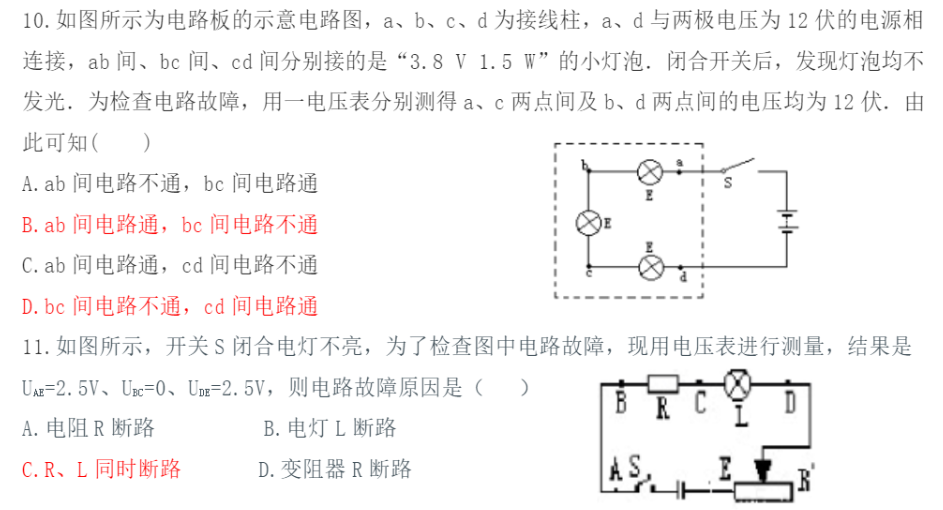 10.如图所示为电路板的示意电路图，a、b、c、d 为接线柱，a、d 与两极电压为 12 伏的电源相
连接，ab 间、bc 间、cd 间分别接的是“3.8 V 1.5 W”的小灯泡．闭合开关后，发现灯泡均不
发光．为检查电路故障，用一电压表分别测得 a、c 两点间及 b、d 两点间的电压均为 12 伏．由
此可知(　　)
b E a S
E
E
c d
A.ab 间电路不通，bc 间电路通
B.ab 间电路通，bc 间电路不通
C.ab 间电路通，cd 间电路不通
D.bc 间电路不通，cd 间电路通
11.如图所示，开关 S 闭合电灯不亮，为了检查图中电路故障，现用电压表进行测量，结果是
UAE=2.5V、UBC=0、UDE=2.5V，则电路故障原因是（　　）
A.电阻 R 断路　　B.电灯 L 断路
C.R、L 同时断路　　D.变阻器 R 断路
B R C L D
A S E R'